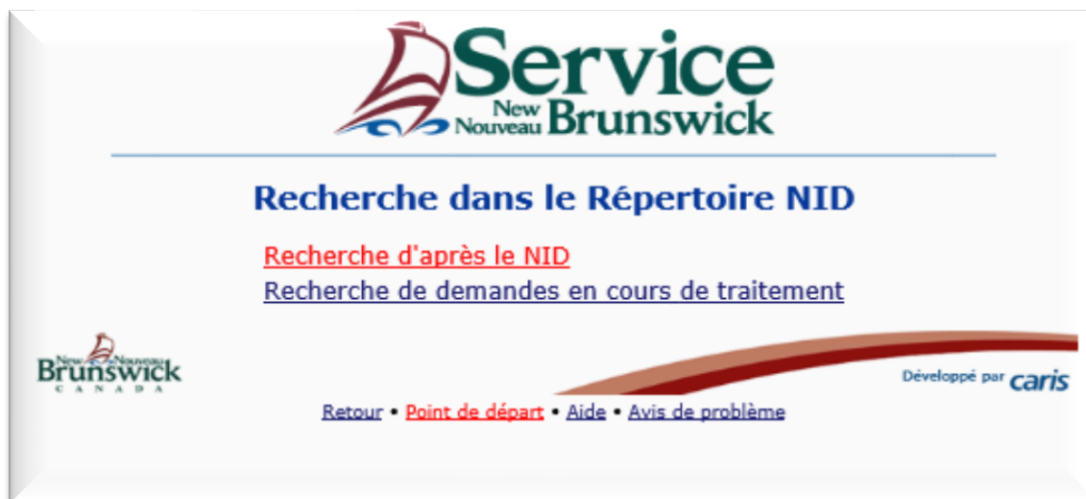 Service
New
Nouveau Brunswick
Recherche dans le Répertoire NID
Recherche d'après le NID
Recherche de demandes en cours de traitement
New Nouveau
Brunswick
CANADA
Développé par caris
Retour • Point de départ • Aide • Avis de problème